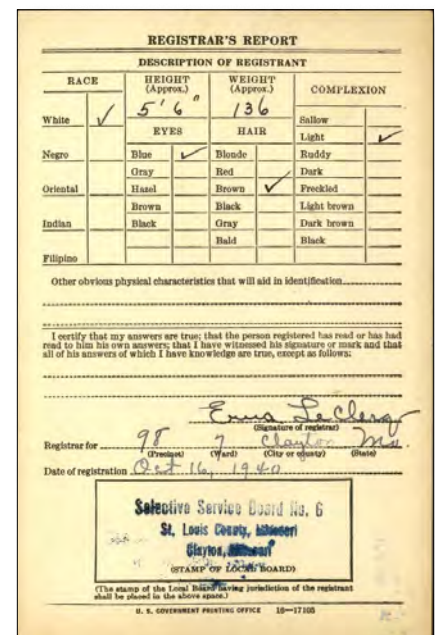 REGISTRAR'S REPORT
DESCRIPTION OF REGISTRANT
RACE HEIGHT (Approx.) WEIGHT (Approx.) COMPLEXION
5' 6" 136
White ✓ Sallow
EYES HAIR Light ✓
Negro Blue ✓ Blonde Ruddy
Gray Red Dark
Oriental Hazel Brown ✓ Freckled
Brown Black Light brown
Indian Black Gray Dark brown
Bald Black
Filipino
Other obvious physical characteristics that will aid in identification
I certify that my answers are true; that the person registered has read or has had
read to him his own answers; that I have witnessed his signature or mark and that
all of his answers of which I have knowledge are true, except as follows:
Erma Le Clerq
(Signature of registrar)
Registrar for 98 7 Clayton Mo.
(Precinct) (Ward) (City or county) (State)
Date of registration Oct 16, 1940
Selective Service Board No. 6
St. Louis County, Missouri
Clayton, Missouri
(STAMP OF LOCAL BOARD)
(The stamp of the Local Board having jurisdiction of the registrant
shall be placed in the above space.)
U. S. GOVERNMENT PRINTING OFFICE 16—17105